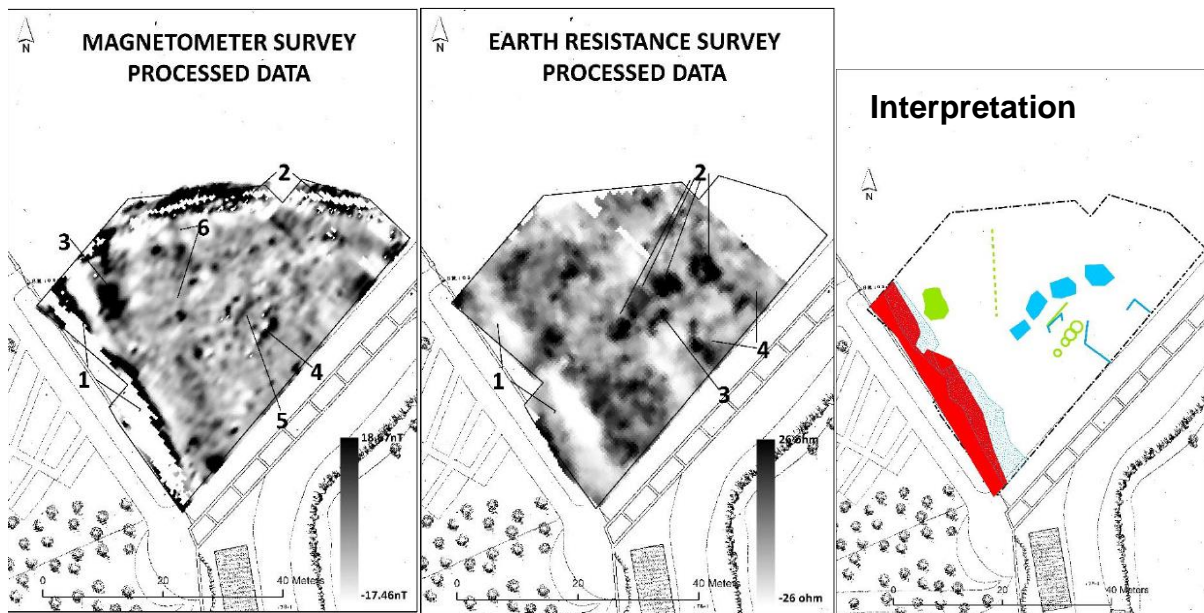 MAGNETOMETER SURVEY
PROCESSED DATA
N
2
6
3
1
4
5
18.67nT
-17.46nT
0
20
40 Meters
EARTH RESISTANCE SURVEY
PROCESSED DATA
N
2
1
4
3
26 ohm
-26 ohm
0
20
40 Meters
Interpretation
N
0
20
40 Meters